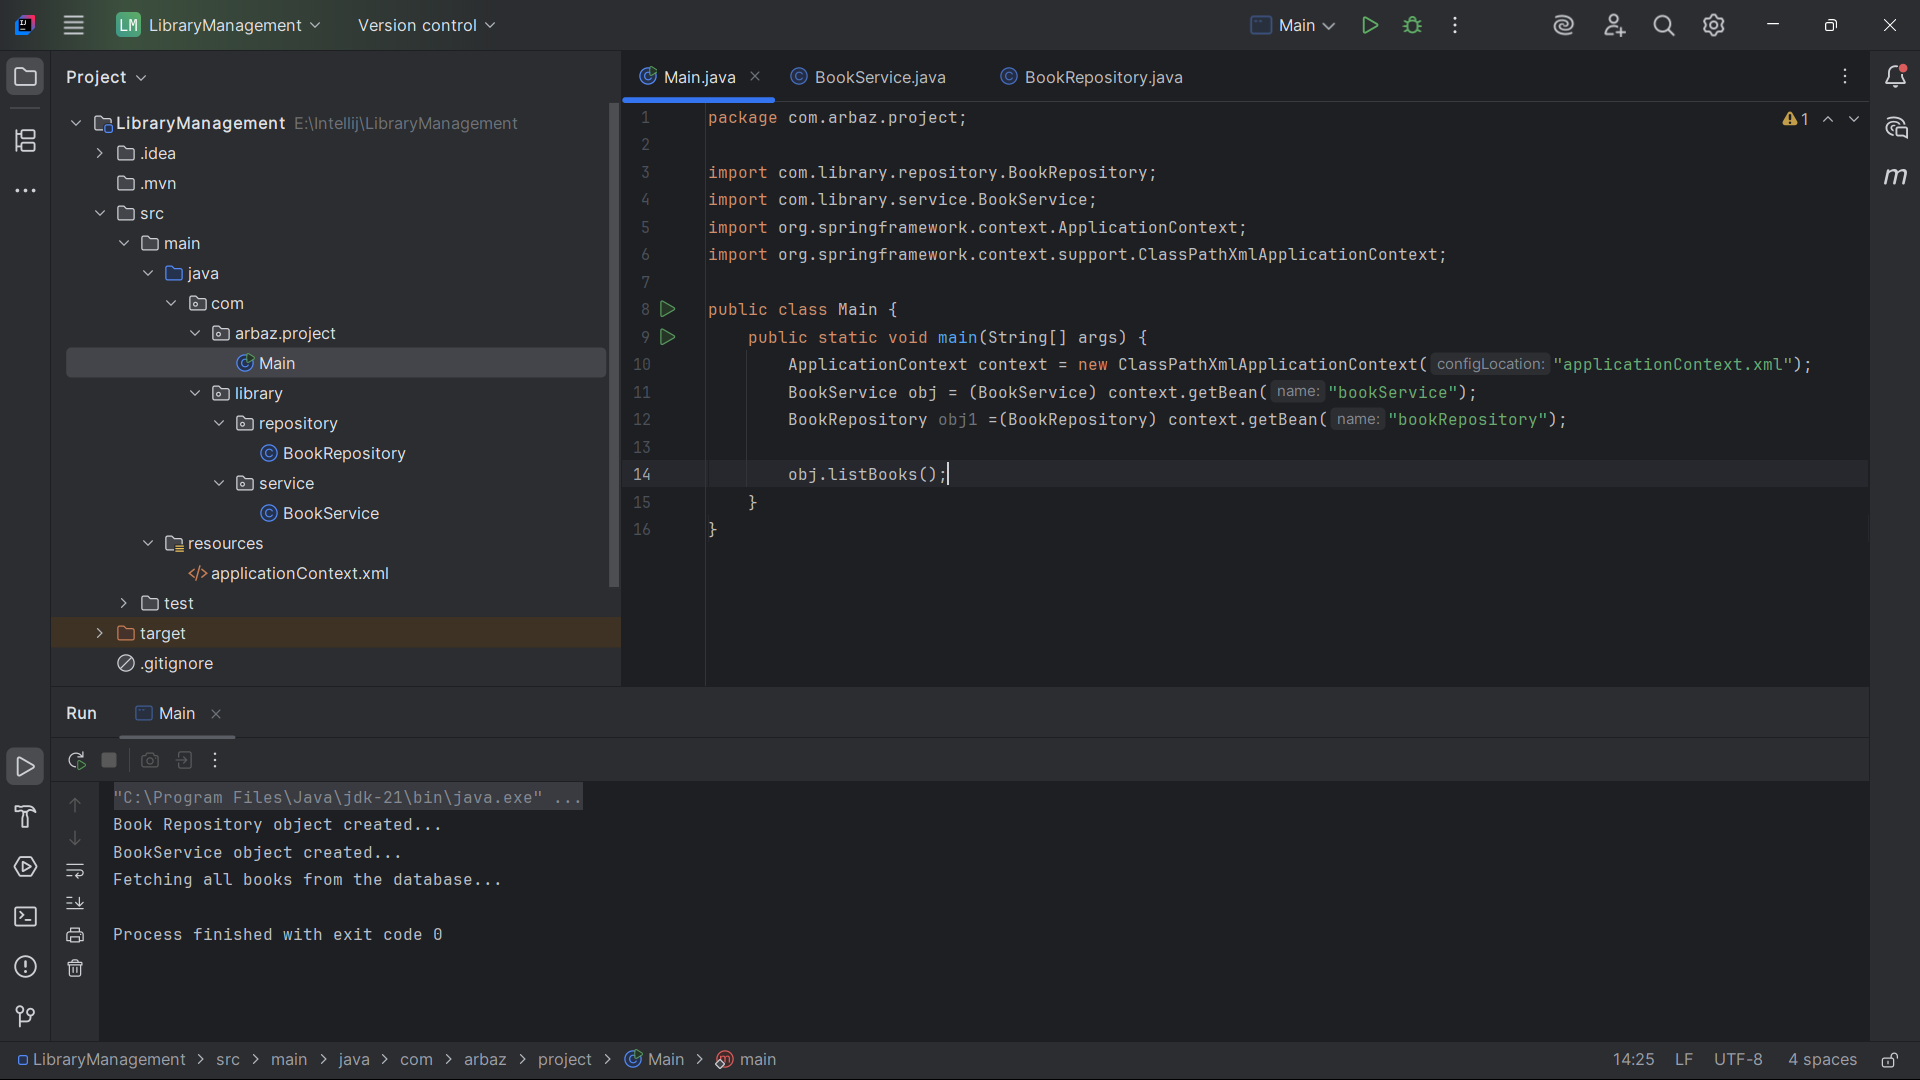 LM LibraryManagement Version control Main
Project
Main.java BookService.java BookRepository.java
LibraryManagement E:\Intellij\LibraryManagement
.idea
.mvn
src
main
java
com
arbaz.project
Main
library
repository
BookRepository
service
BookService
resources
applicationContext.xml
test
target
.gitignore
1 package com.arbaz.project;
2
3 import com.library.repository.BookRepository;
4 import com.library.service.BookService;
5 import org.springframework.context.ApplicationContext;
6 import org.springframework.context.support.ClassPathXmlApplicationContext;
7
8 public class Main {
9 public static void main(String[] args) {
10 ApplicationContext context = new ClassPathXmlApplicationContext( configLocation: "applicationContext.xml");
11 BookService obj = (BookService) context.getBean( name: "bookService");
12 BookRepository obj1 =(BookRepository) context.getBean( name: "bookRepository");
13
14 obj.listBooks();
15 }
16 }
1
m
Run Main
"C:\Program Files\Java\jdk-21\bin\java.exe" ...
Book Repository object created...
BookService object created...
Fetching all books from the database...
Process finished with exit code 0
LibraryManagement > src > main > java > com > arbaz > project > Main > m main
14:25 LF UTF-8 4 spaces